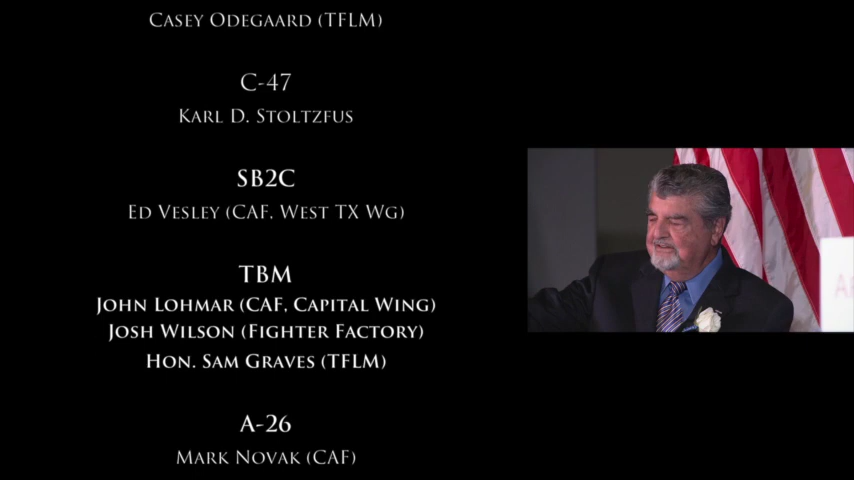 Casey Odegaard (TFLM)
C-47
Karl D. Stoltzfus
SB2C
Ed Vesley (CAF, West TX Wg)
TBM
John Lohmar (CAF, Capital Wing)
Josh Wilson (Fighter Factory)
Hon. Sam Graves (TFLM)
A-26
Mark Novak (CAF)